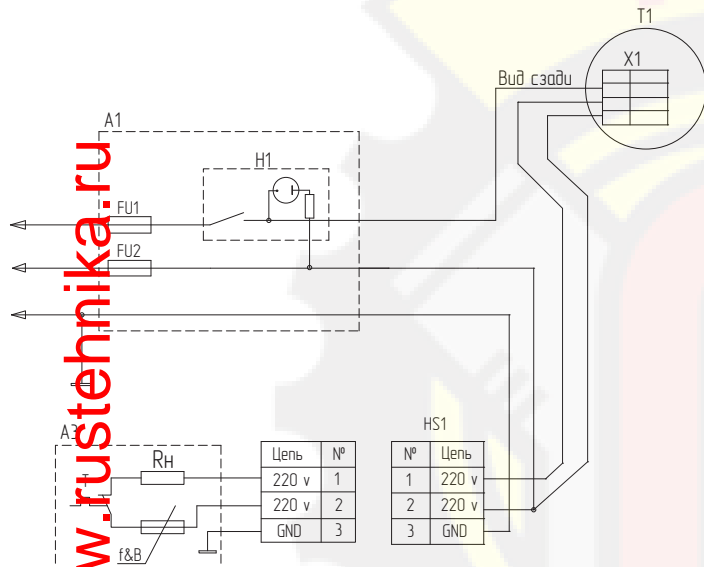 T1
X1
Вид сзади
A1
H1
FU1
FU2
w.rustehnika.ru
A3
Rн
T
f&B
Цепь № 
220 v 1
220 v 2
GND 3
HS1
№ Цепь
1 220 v
2 220 v
3 GND